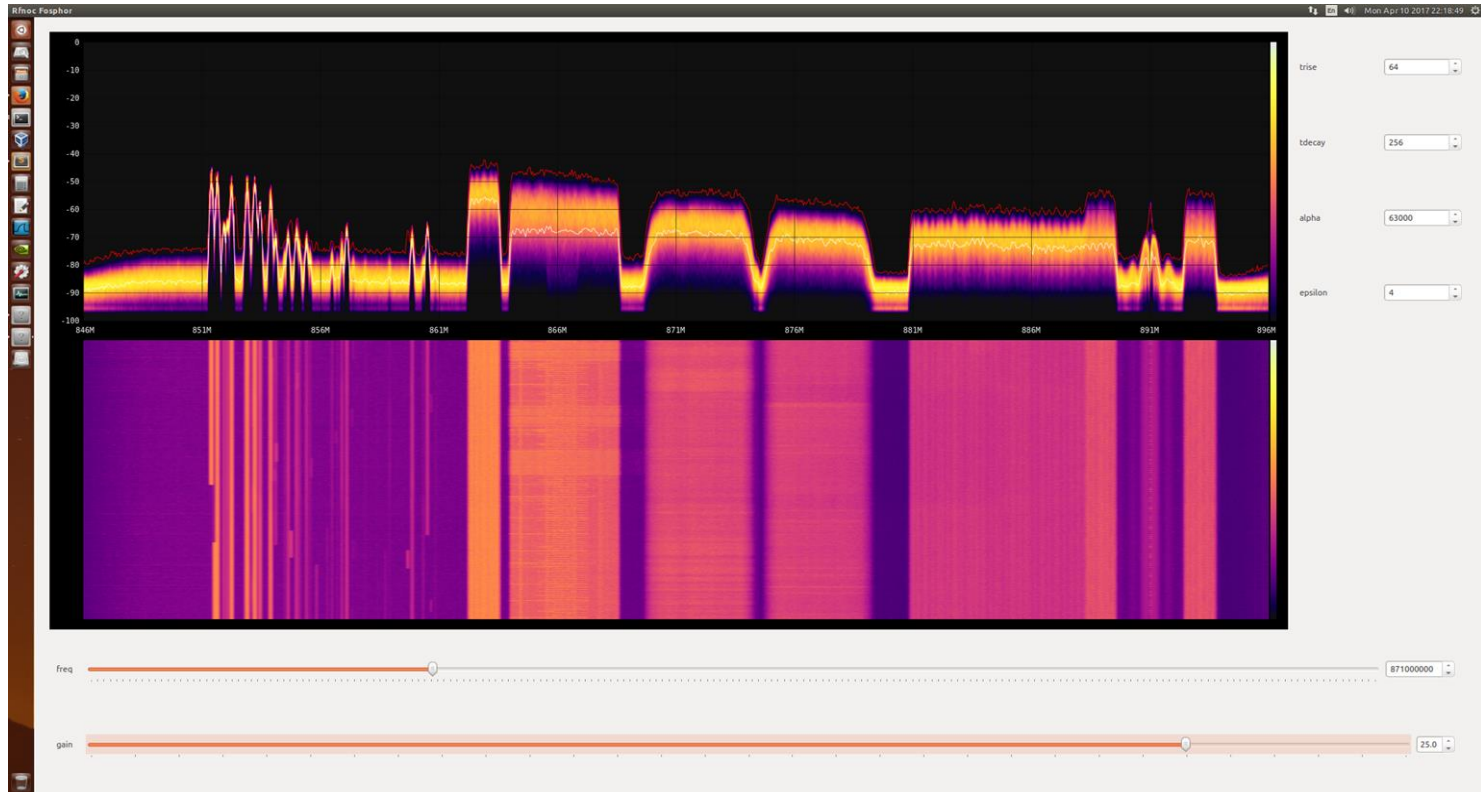 Rfnoc Fosphor
En
Mon Apr 10 2017 22:18:49
0
-10
-20
-30
-40
-50
-60
-70
-80
-90
-100
846M 851M 856M 861M 866M 871M 876M 881M 886M 891M 896M
trise 64
tdecay 256
alpha 63000
epsilon 4
freq 871000000
gain 25.0